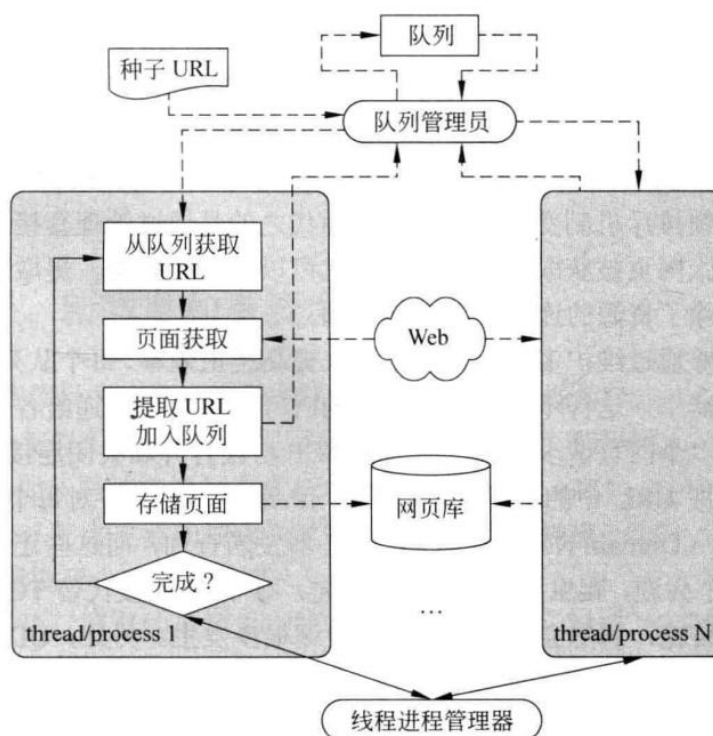 队列
种子 URL
队列管理员
从队列获取
URL
页面获取
Web
提取 URL
加入队列
存储页面
网页库
完成？
…
thread/process 1
thread/process N
线程进程管理器